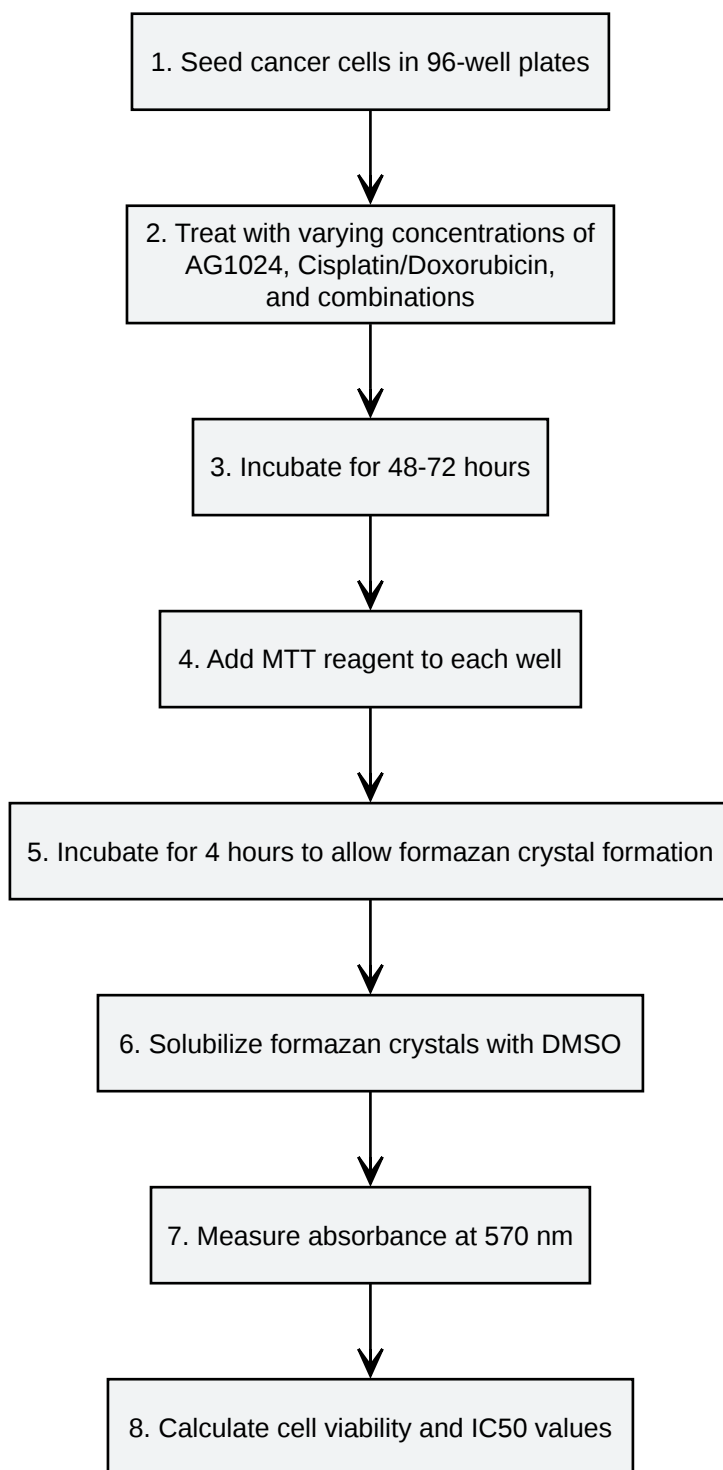 1. Seed cancer cells in 96-well plates
2. Treat with varying concentrations of
AG1024, Cisplatin/Doxorubicin,
and combinations
3. Incubate for 48-72 hours
4. Add MTT reagent to each well
5. Incubate for 4 hours to allow formazan crystal formation
6. Solubilize formazan crystals with DMSO
7. Measure absorbance at 570 nm
8. Calculate cell viability and IC50 values